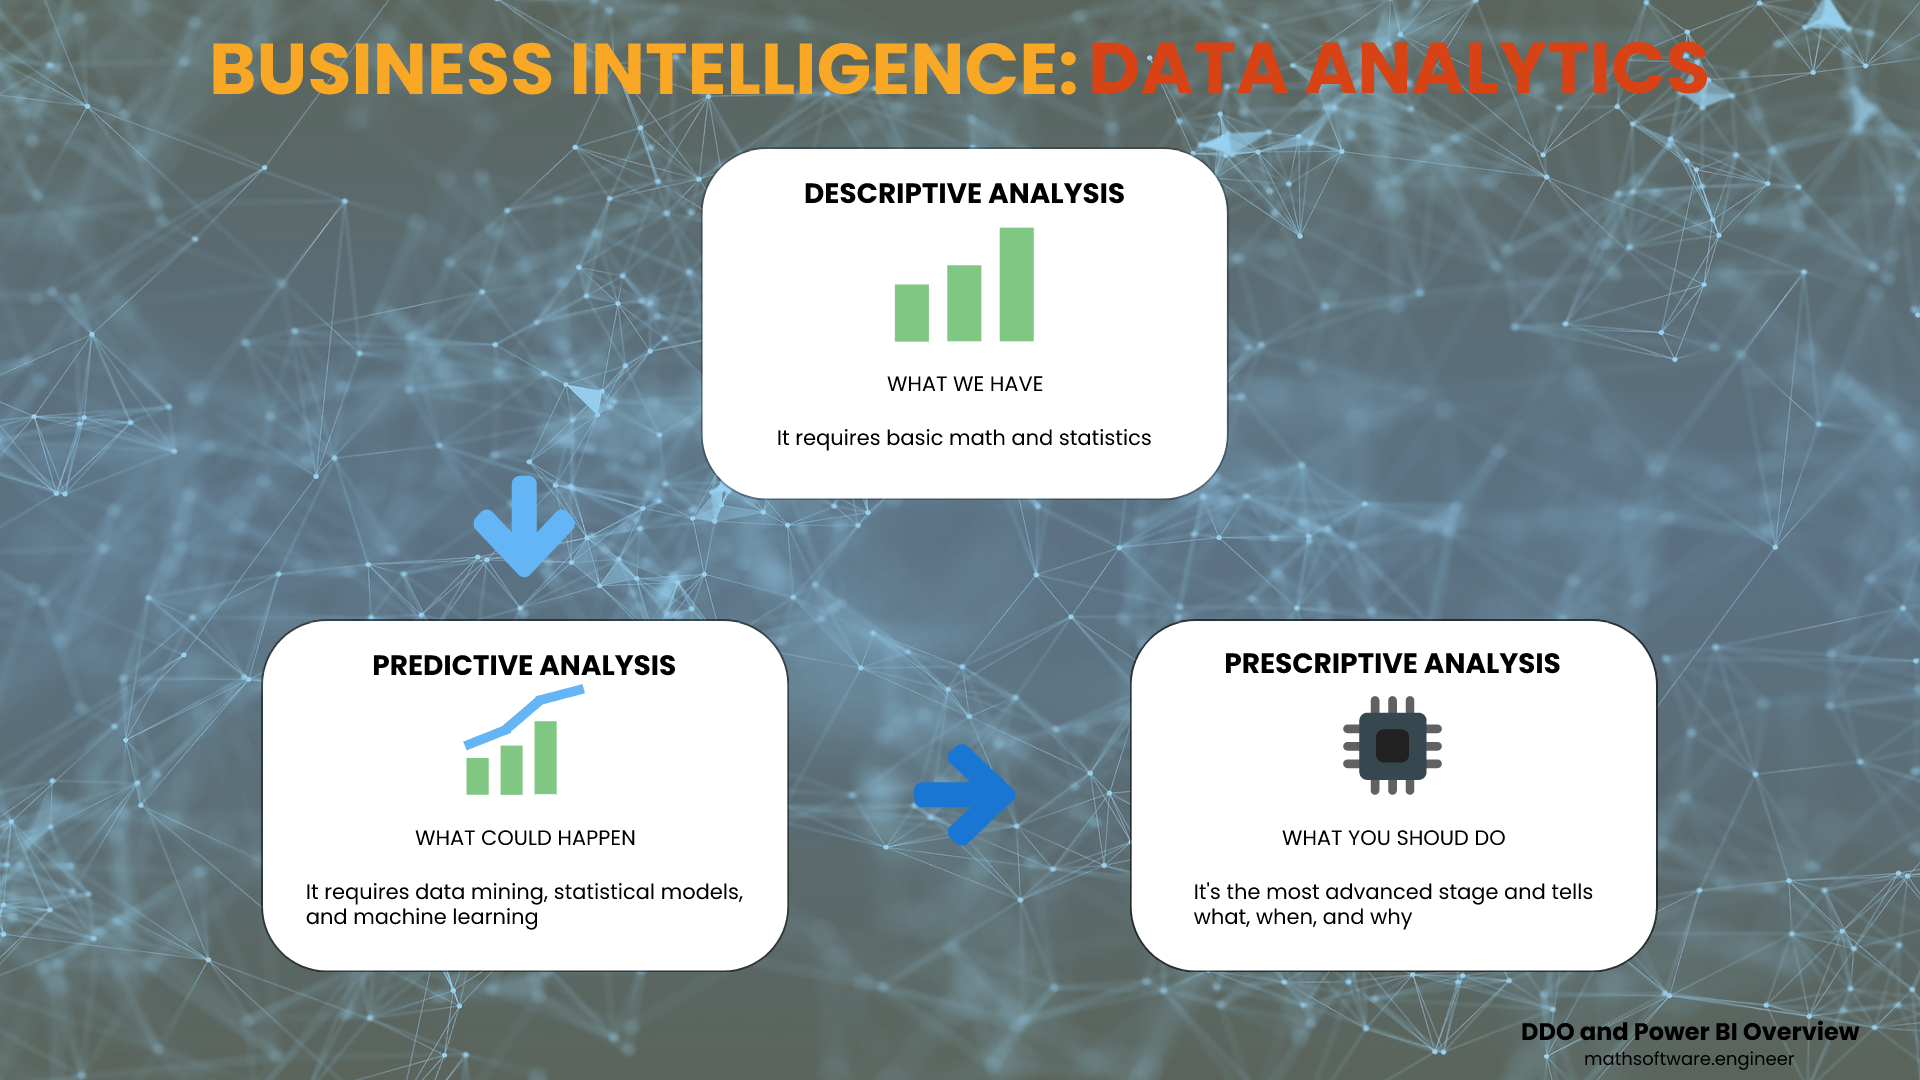 BUSINESS INTELLIGENCE: DATA ANALYTICS
DESCRIPTIVE ANALYSIS
WHAT WE HAVE
It requires basic math and statistics
PREDICTIVE ANALYSIS
WHAT COULD HAPPEN
It requires data mining, statistical models,
and machine learning
PRESCRIPTIVE ANALYSIS
WHAT YOU SHOUD DO
It's the most advanced stage and tells
what, when, and why
DDO and Power BI Overview
mathsoftware.engineer